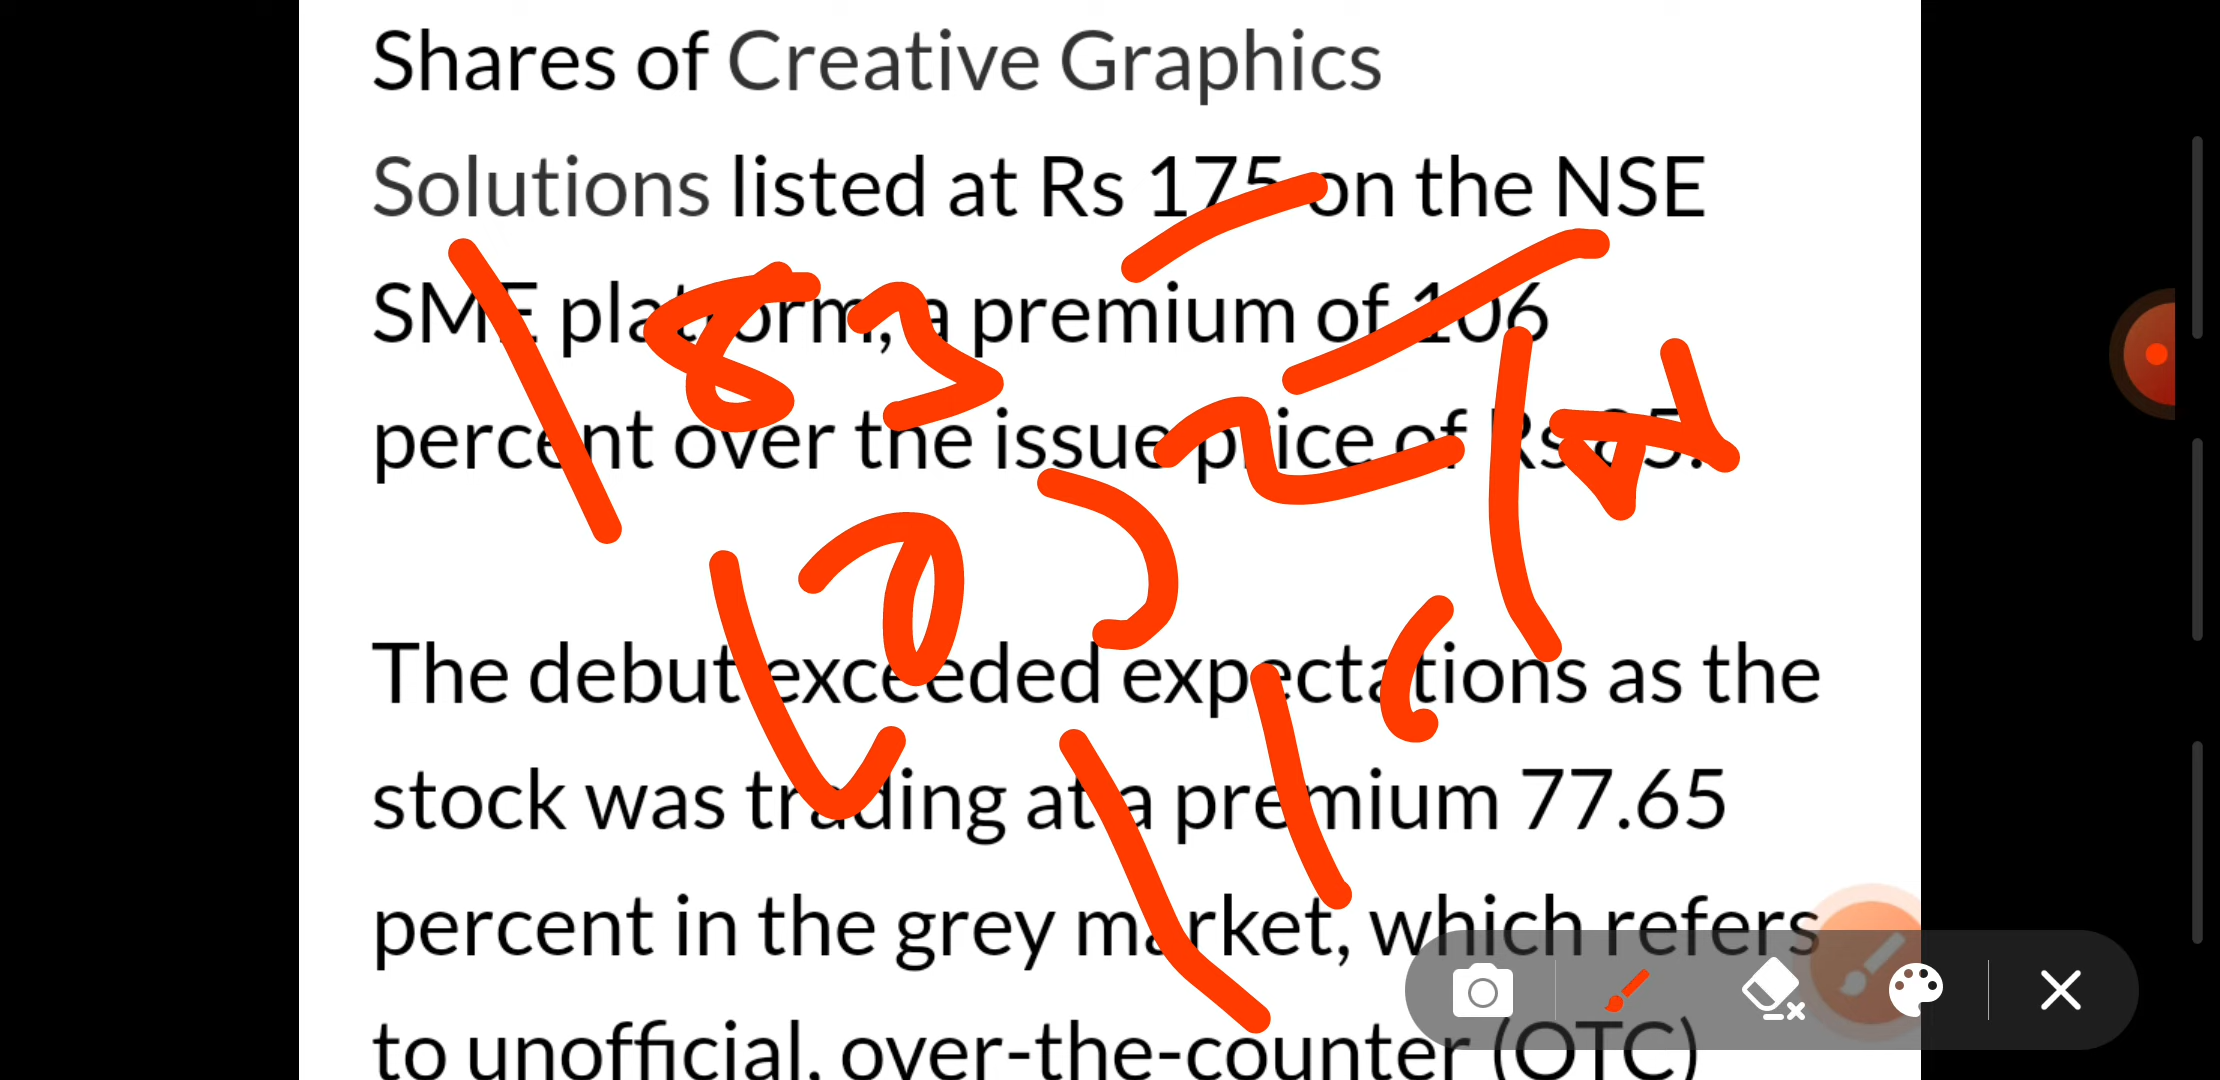 Shares of Creative Graphics
Solutions listed at Rs 175 on the NSE
SME platform, a premium of 106
percent over the issue price of Rs 85.
183
The debut exceeded expectations as the
stock was trading at a premium 77.65
percent in the grey market, which refers
to unofficial, over-the-counter (OTC)